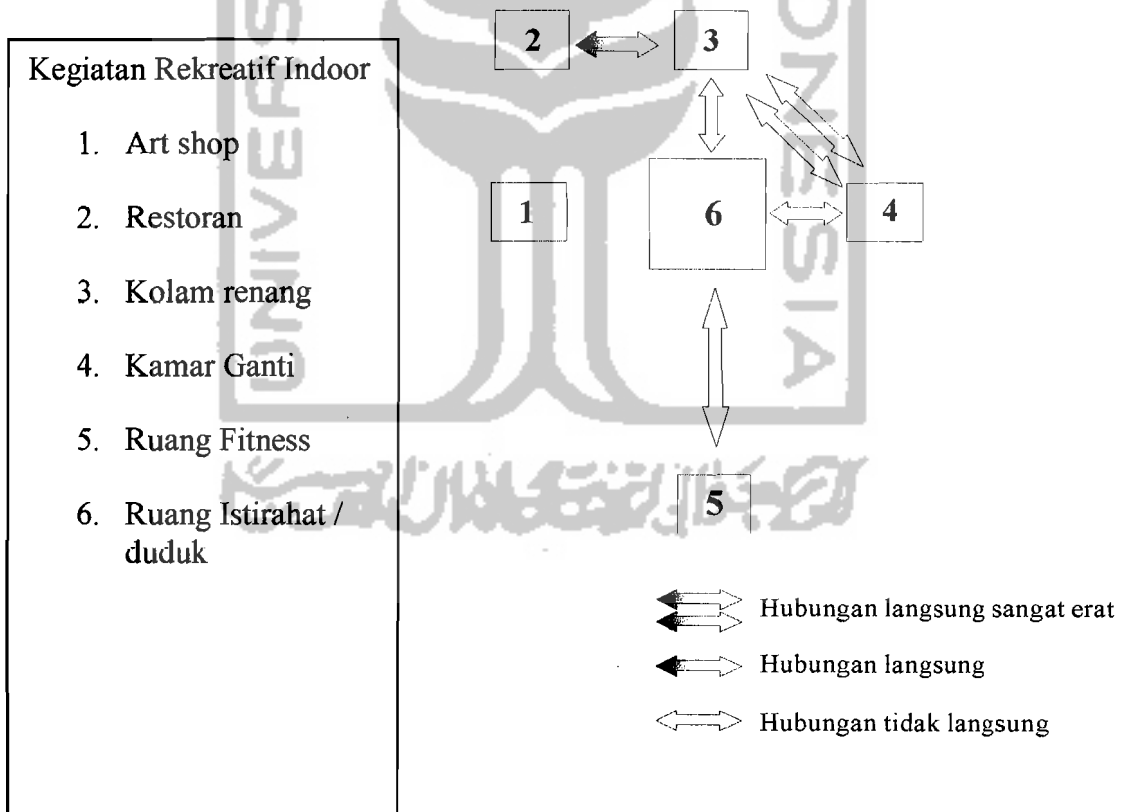 Kegiatan Rekreatif Indoor
1. Art shop
2. Restoran
3. Kolam renang
4. Kamar Ganti
5. Ruang Fitness
6. Ruang Istirahat /
duduk
2
3
1
6
4
5
Hubungan langsung sangat erat
Hubungan langsung
Hubungan tidak langsung